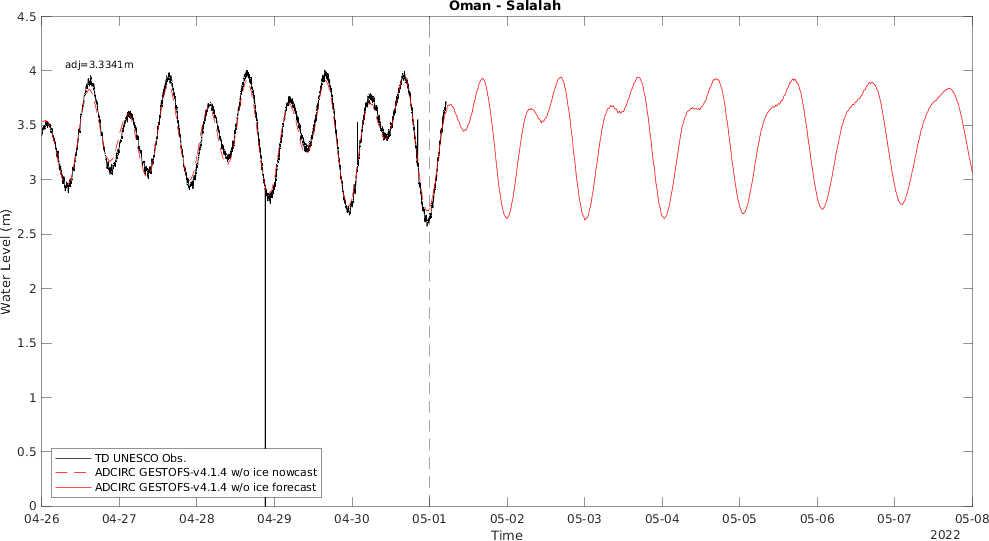 Oman - Salalah
4.5
adj=3.3341m
4
3.5
3
2.5
2
1.5
1
0.5
0
Water Level (m)
TD UNESCO Obs.
ADCIRC GESTOFS-v4.1.4 w/o ice nowcast
ADCIRC GESTOFS-v4.1.4 w/o ice forecast
04-26 04-27 04-28 04-29 04-30 05-01 05-02 05-03 05-04 05-05 05-06 05-07 05-08
Time
2022